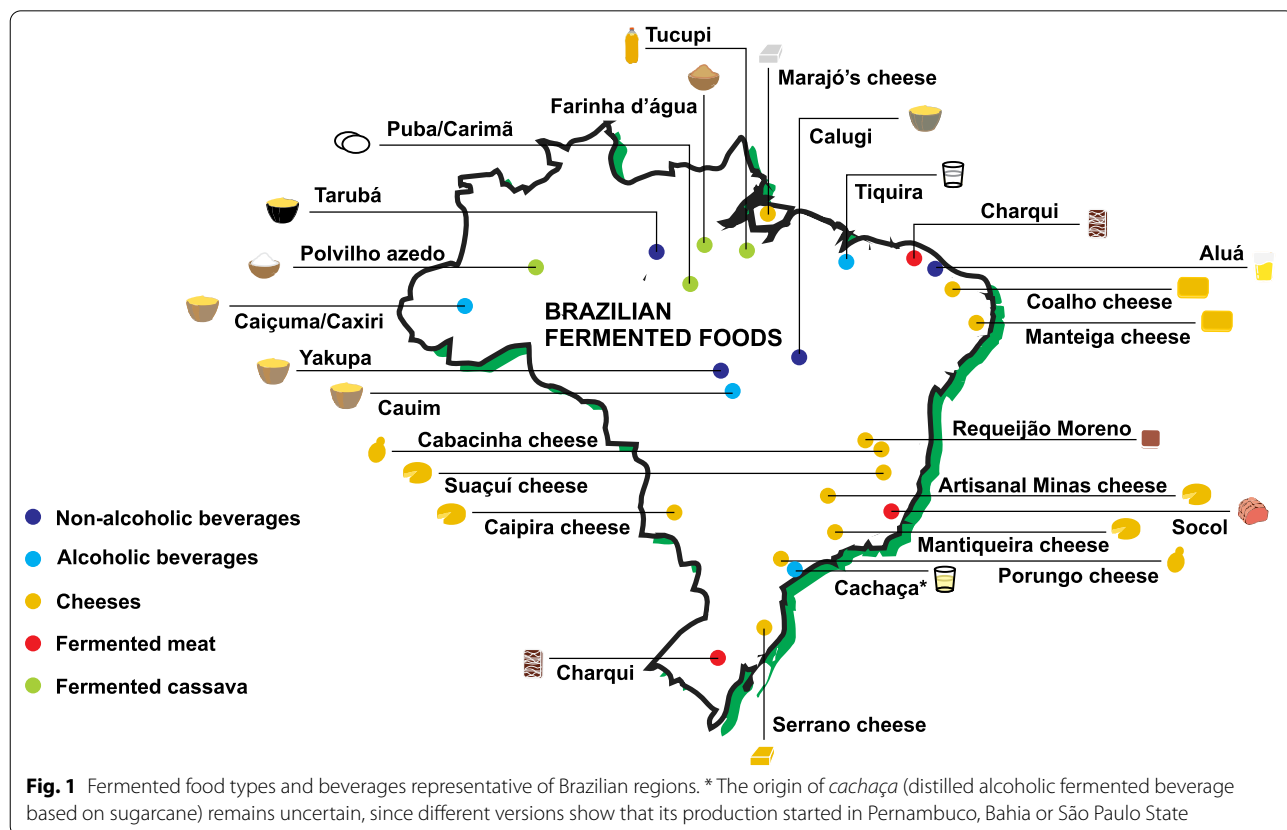 Tucupi
Marajó's cheese
Farinha d'água
Calugi
Puba/Carimã
Tiquira
Tarubá
Charqui
Polvilho azedo
Aluá
Coalho cheese
Caiçuma/Caxiri
BRAZILIAN
FERMENTED FOODS
Manteiga cheese
Yakupa
Cauim
Requeijão Moreno
Cabacinha cheese
Suaçuí cheese
Artisanal Minas cheese
Caipira cheese
Socol
Mantiqueira cheese
Porungo cheese
Cachaça*
Non-alcoholic beverages
Alcoholic beverages
Cheeses
Fermented meat
Fermented cassava
Charqui
Serrano cheese
Fig. 1 Fermented food types and beverages representative of Brazilian regions. * The origin of cachaça (distilled alcoholic fermented beverage
based on sugarcane) remains uncertain, since different versions show that its production started in Pernambuco, Bahia or São Paulo State